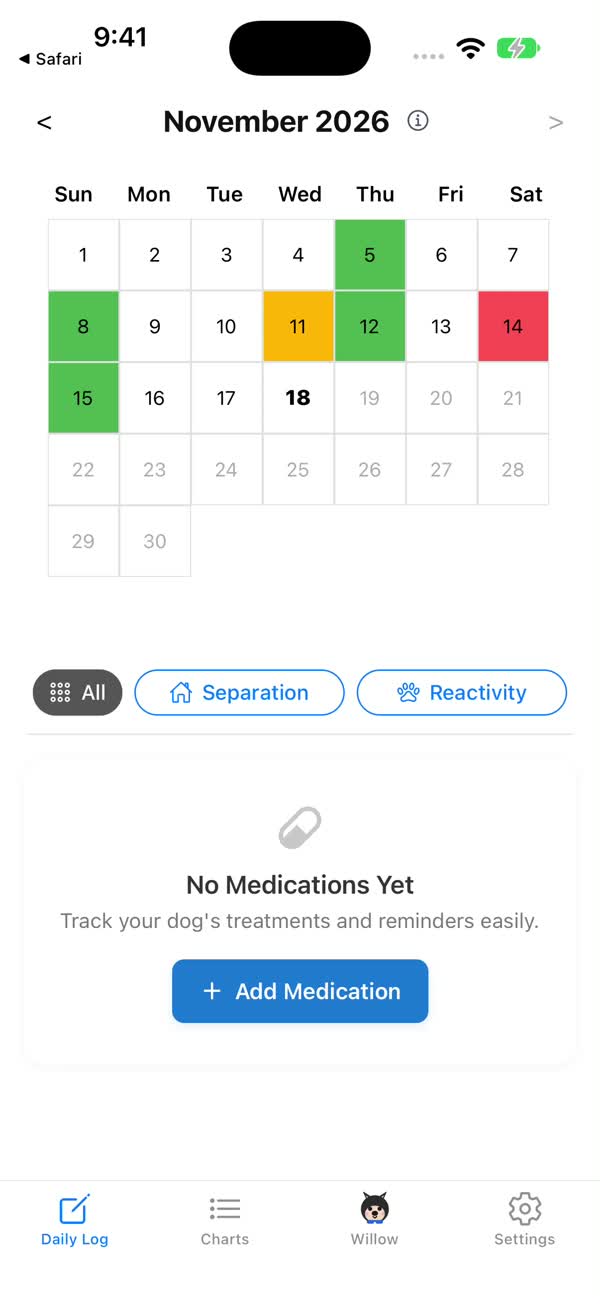 9:41
◀ Safari
< November 2026 >
Sun Mon Tue Wed Thu Fri Sat
1 2 3 4 5 6 7
8 9 10 11 12 13 14
15 16 17 18 19 20 21
22 23 24 25 26 27 28
29 30
All Separation Reactivity
No Medications Yet
Track your dog's treatments and reminders easily.
+ Add Medication
Daily Log Charts Willow Settings